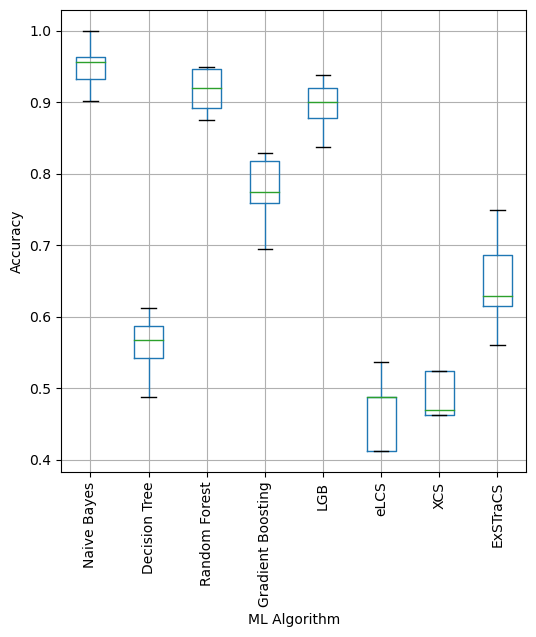 1.0
0.9
0.8
0.7
0.6
0.5
0.4
Accuracy
Naive Bayes
Decision Tree
Random Forest
Gradient Boosting
LGB
eLCS
XCS
ExSTraCS
ML Algorithm